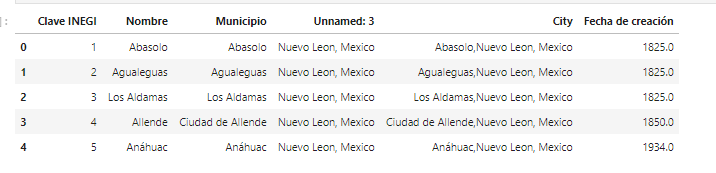 ]: Clave INEGI Nombre Municipio Unnamed: 3 City Fecha de creación
0 1 Abasolo Abasolo Nuevo Leon, Mexico Abasolo,Nuevo Leon, Mexico 1825.0
1 2 Agualeguas Agualeguas Nuevo Leon, Mexico Agualeguas,Nuevo Leon, Mexico 1825.0
2 3 Los Aldamas Los Aldamas Nuevo Leon, Mexico Los Aldamas,Nuevo Leon, Mexico 1825.0
3 4 Allende Ciudad de Allende Nuevo Leon, Mexico Ciudad de Allende,Nuevo Leon, Mexico 1850.0
4 5 Anáhuac Anáhuac Nuevo Leon, Mexico Anáhuac,Nuevo Leon, Mexico 1934.0